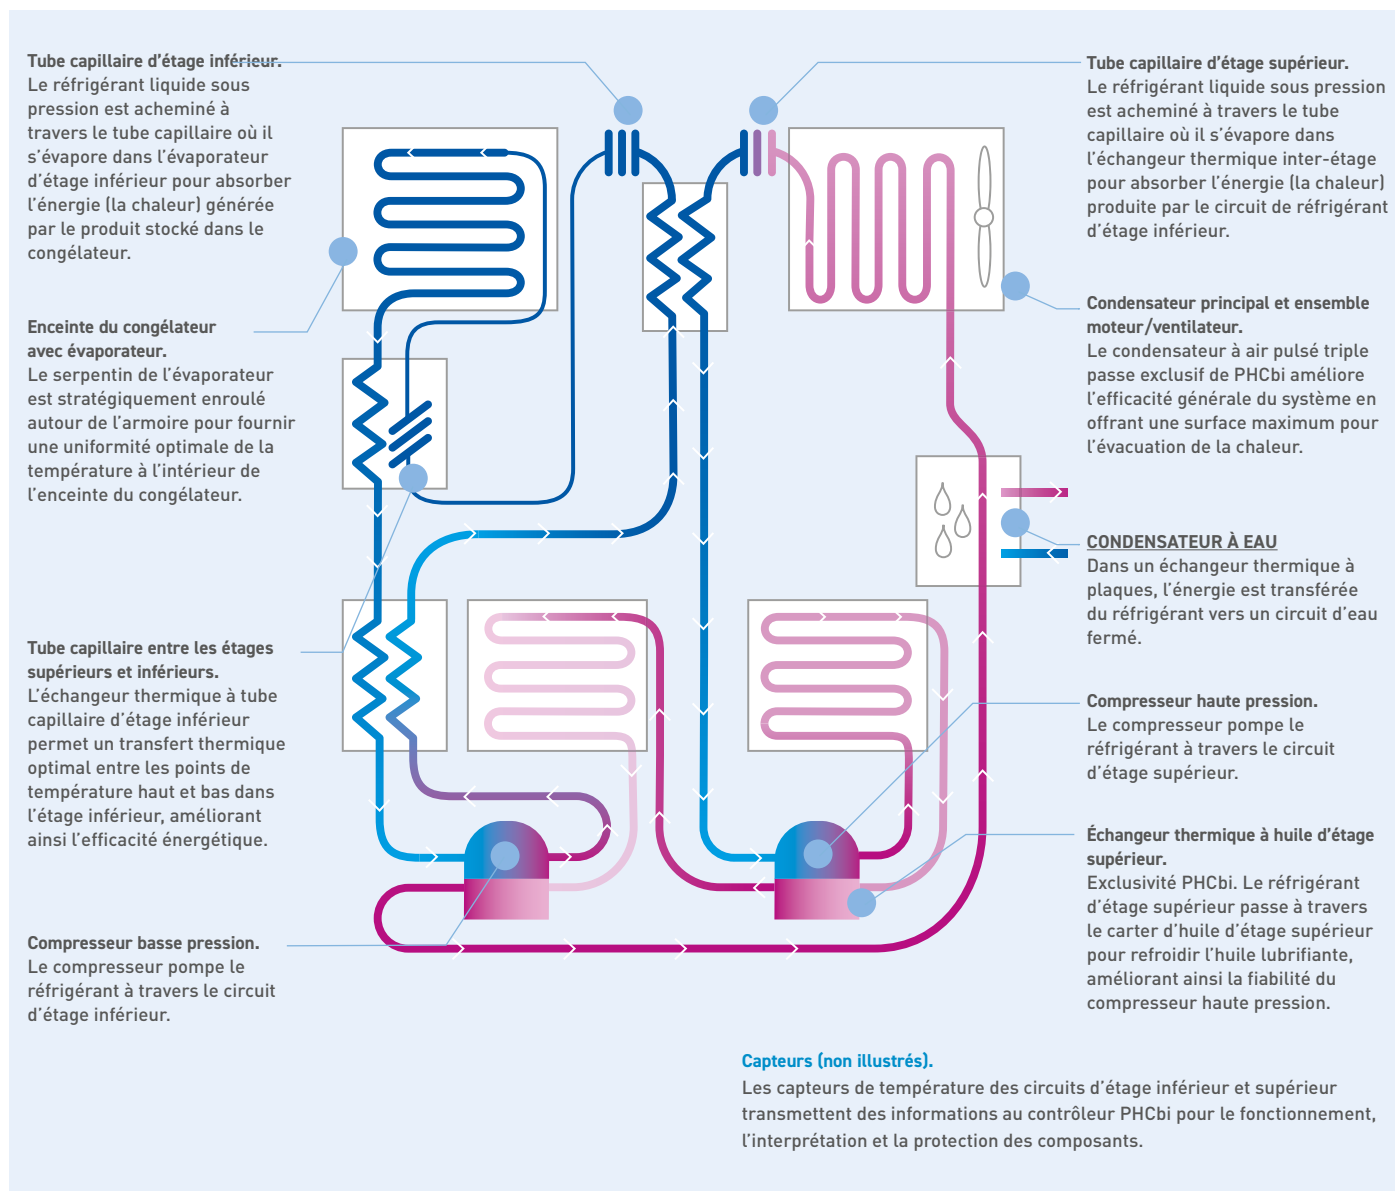 Tube capillaire d’étage inférieur.
Le réfrigérant liquide sous
pression est acheminé à
travers le tube capillaire où il
s’évapore dans l’évaporateur
d’étage inférieur pour absorber
l’énergie (la chaleur) générée
par le produit stocké dans le
congélateur.
Enceinte du congélateur
avec évaporateur.
Le serpentin de l’évaporateur
est stratégiquement enroulé
autour de l’armoire pour fournir
une uniformité optimale de la
température à l’intérieur de
l’enceinte du congélateur.
Tube capillaire entre les étages
supérieurs et inférieurs.
L’échangeur thermique à tube
capillaire d’étage inférieur
permet un transfert thermique
optimal entre les points de
température haut et bas dans
l’étage inférieur, améliorant
ainsi l’efficacité énergétique.
Compresseur basse pression.
Le compresseur pompe le
réfrigérant à travers le circuit
d’étage inférieur.
Tube capillaire d’étage supérieur.
Le réfrigérant liquide sous pression
est acheminé à travers le tube
capillaire où il s’évapore dans
l’échangeur thermique inter-étage
pour absorber l’énergie (la chaleur)
produite par le circuit de réfrigérant
d’étage inférieur.
Condensateur principal et ensemble
moteur/ventilateur.
Le condensateur à air pulsé triple
passe exclusif de PHCbi améliore
l’efficacité générale du système en
offrant une surface maximum pour
l’évacuation de la chaleur.
CONDENSATEUR À EAU
Dans un échangeur thermique à
plaques, l’énergie est transférée
du réfrigérant vers un circuit d’eau
fermé.
Compresseur haute pression.
Le compresseur pompe le
réfrigérant à travers le circuit
d’étage supérieur.
Échangeur thermique à huile d’étage
supérieur.
Exclusivité PHCbi. Le réfrigérant
d’étage supérieur passe à travers
le carter d’huile d’étage supérieur
pour refroidir l’huile lubrifiante,
améliorant ainsi la fiabilité du
compresseur haute pression.
Capteurs (non illustrés).
Les capteurs de température des circuits d’étage inférieur et supérieur
transmettent des informations au contrôleur PHCbi pour le fonctionnement,
l’interprétation et la protection des composants.